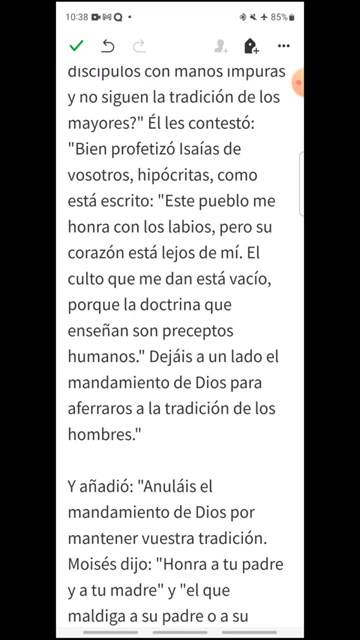 10:38
85%
discípulos con manos impuras
y no siguen la tradición de los
mayores?" Él les contestó:
"Bien profetizó Isaías de
vosotros, hipócritas, como
está escrito: "Este pueblo me
honra con los labios, pero su
corazón está lejos de mí. El
culto que me dan está vacío,
porque la doctrina que
enseñan son preceptos
humanos." Dejáis a un lado el
mandamiento de Dios para
aferraros a la tradición de los
hombres."
Y añadió: "Anuláis el
mandamiento de Dios por
mantener vuestra tradición.
Moisés dijo: "Honra a tu padre
y a tu madre" y "el que
maldiga a su padre o a su